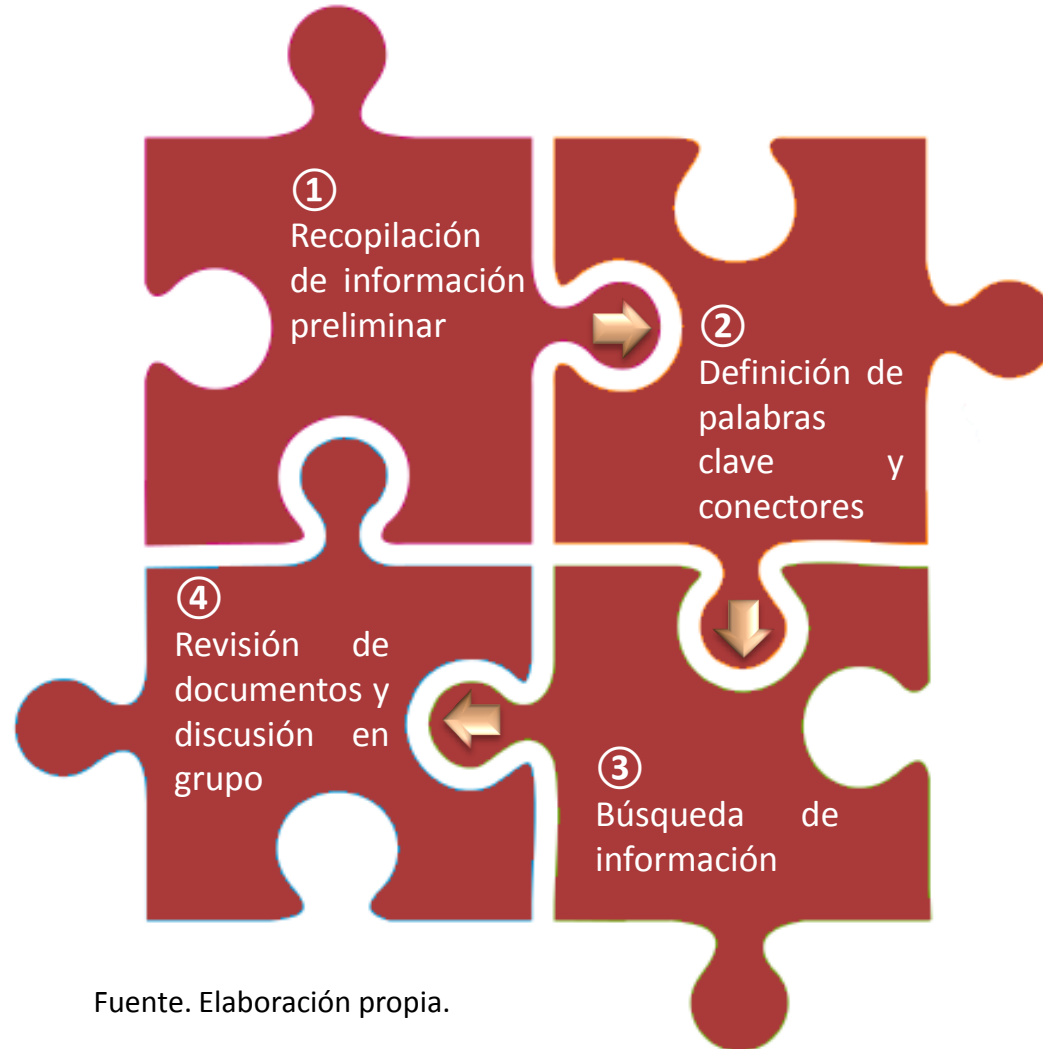 ①
Recopilación
de información
preliminar
②
Definición de
palabras
clave y
conectores
③
Búsqueda de
información
④
Revisión de
documentos y
discusión en
grupo
Fuente. Elaboración propia.